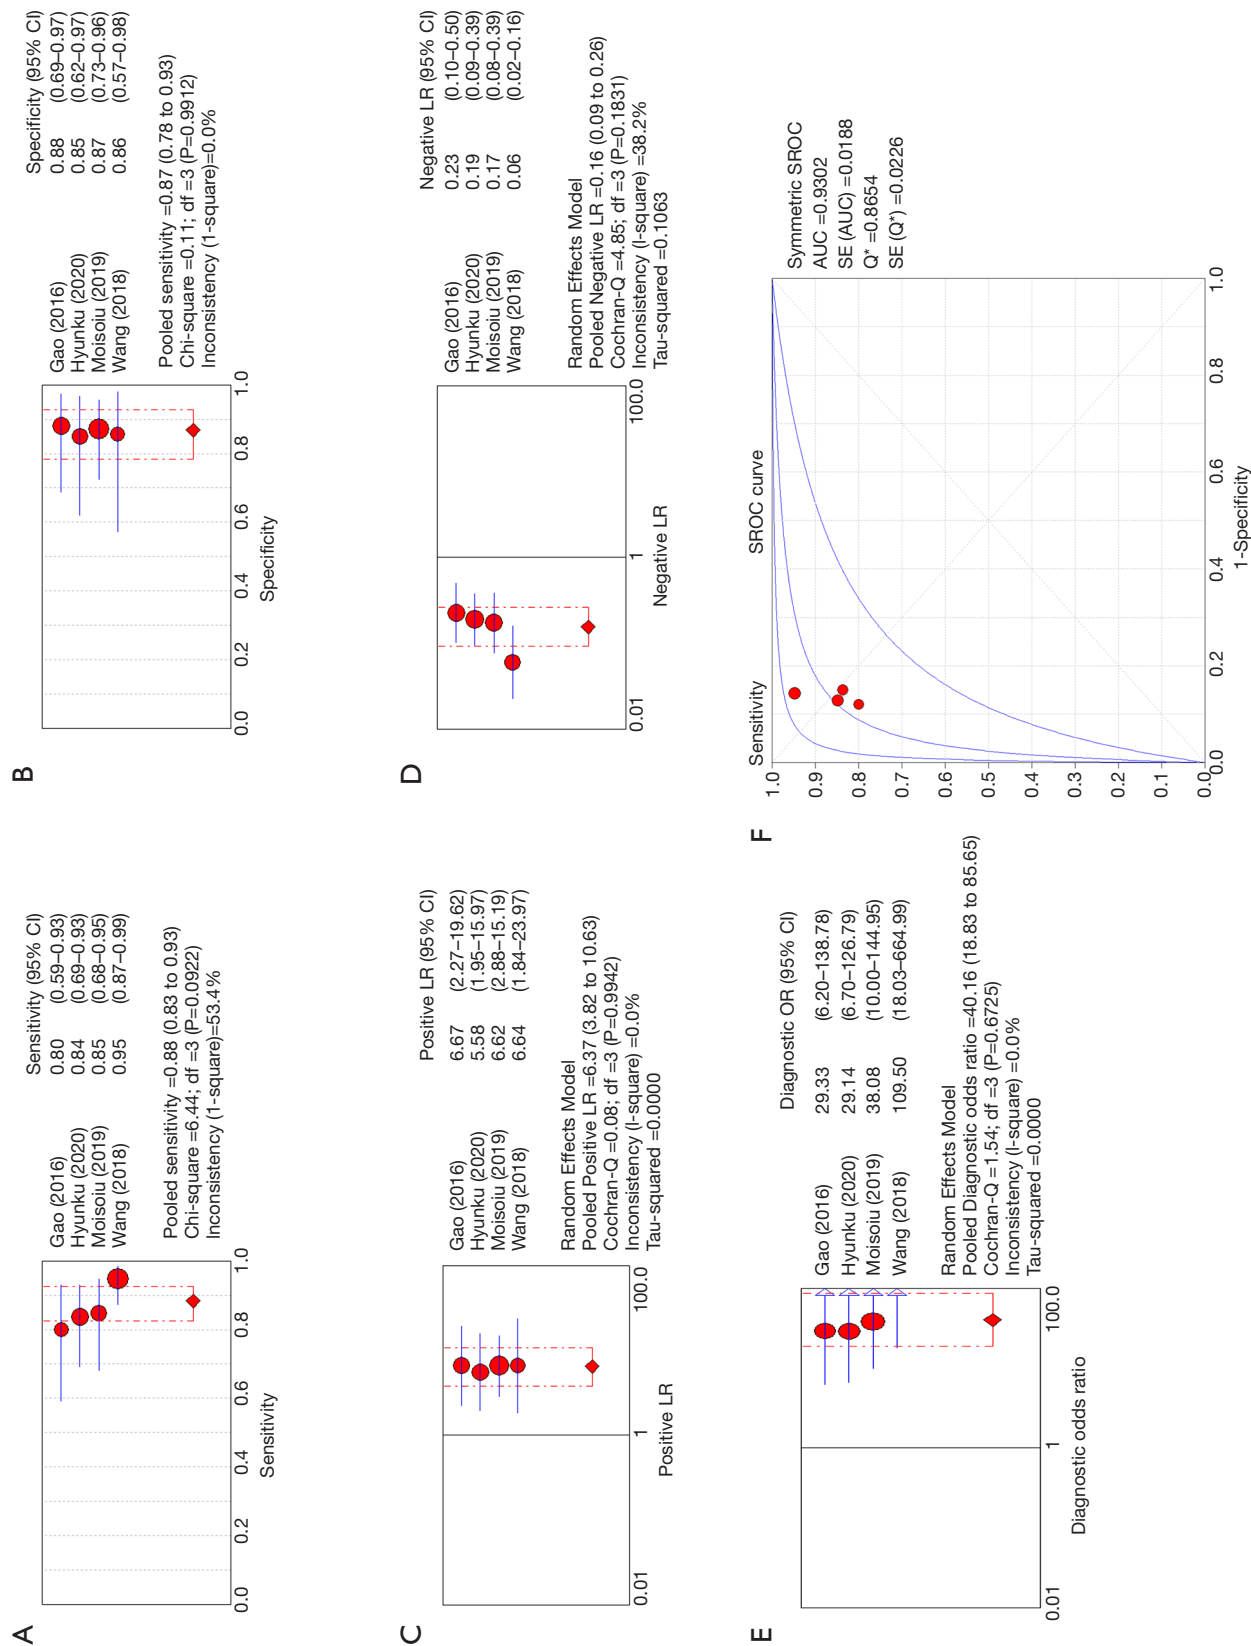 A
Sensitivity (95% CI)
Gao (2016) 0.80 (0.59–0.93)
Hyunku (2020) 0.84 (0.69–0.93)
Moisoiu (2019) 0.85 (0.68–0.95)
Wang (2018) 0.95 (0.87–0.99)
Pooled sensitivity =0.88 (0.83 to 0.93)
Chi-square =6.44; df =3 (P=0.0922)
Inconsistency (1-square)=53.4%
0.0 0.2 0.4 0.6 0.8 1.0
Sensitivity
B
Specificity (95% CI)
Gao (2016) 0.88 (0.69–0.97)
Hyunku (2020) 0.85 (0.62–0.97)
Moisoiu (2019) 0.87 (0.73–0.96)
Wang (2018) 0.86 (0.57–0.98)
Pooled sensitivity =0.87 (0.78 to 0.93)
Chi-square =0.11; df =3 (P=0.9912)
Inconsistency (1-square)=0.0%
0.0 0.2 0.4 0.6 0.8 1.0
Specificity
C
Positive LR (95% CI)
Gao (2016) 6.67 (2.27–19.62)
Hyunku (2020) 5.58 (1.95–15.97)
Moisoiu (2019) 6.62 (2.88–15.19)
Wang (2018) 6.64 (1.84–23.97)
Random Effects Model
Pooled Positive LR =6.37 (3.82 to 10.63)
Cochran-Q =0.08; df =3 (P=0.9942)
Inconsistency (I-square) =0.0%
Tau-squared =0.0000
0.01 1 100.0
Positive LR
D
Negative LR (95% CI)
Gao (2016) 0.23 (0.10–0.50)
Hyunku (2020) 0.19 (0.09–0.39)
Moisoiu (2019) 0.17 (0.08–0.39)
Wang (2018) 0.06 (0.02–0.16)
Random Effects Model
Pooled Negative LR =0.16 (0.09 to 0.26)
Cochran-Q =4.85; df =3 (P=0.1831)
Inconsistency (I-square) =38.2%
Tau-squared =0.1063
0.01 1 100.0
Negative LR
E
Diagnostic OR (95% CI)
Gao (2016) 29.33 (6.20–138.78)
Hyunku (2020) 29.14 (6.70–126.79)
Moisoiu (2019) 38.08 (10.00–144.95)
Wang (2018) 109.50 (18.03–664.99)
Random Effects Model
Pooled Diagnostic odds ratio =40.16 (18.83 to 85.65)
Cochran-Q =1.54; df =3 (P=0.6725)
Inconsistency (I-square) =0.0%
Tau-squared =0.0000
0.01 1 100.0
Diagnostic odds ratio
F
Sensitivity SROC curve
1.0
0.9
0.8
0.7
0.6
0.5
0.4
0.3
0.2
0.1
0.0
0.0 0.2 0.4 0.6 0.8 1.0
1-Specificity
Symmetric SROC
AUC =0.9302
SE (AUC) =0.0188
Q* =0.8654
SE (Q*) =0.0226